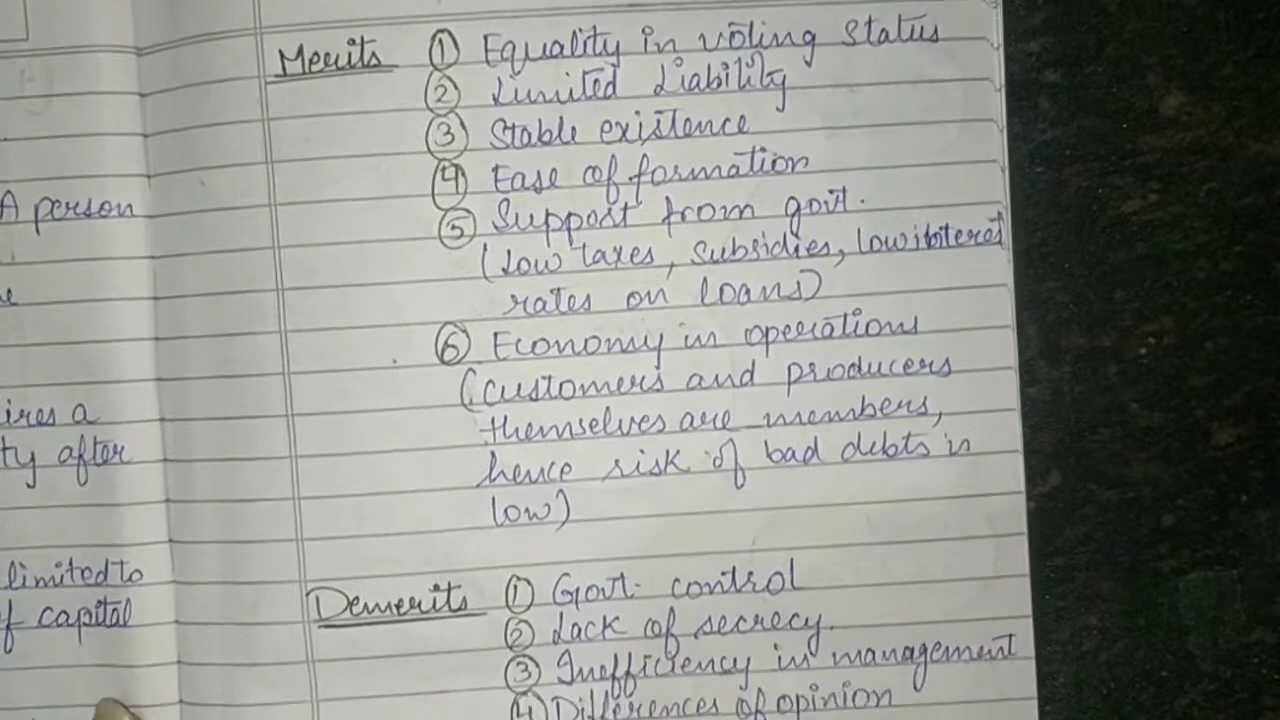 A person
ires a
ty after
limited to
f capital
Merits ① Equality in voting status
② Limited Liability
③ Stable existence
④ Ease of formation
⑤ Support from govt.
(low taxes, subsidies, low interest
rates on loans)
⑥ Economy in operations
(customers and producers
themselves are members,
hence risk of bad debts is
low)
Demerits ① Govt. control
② Lack of secrecy.
③ Inefficiency in management
④ Differences of opinion